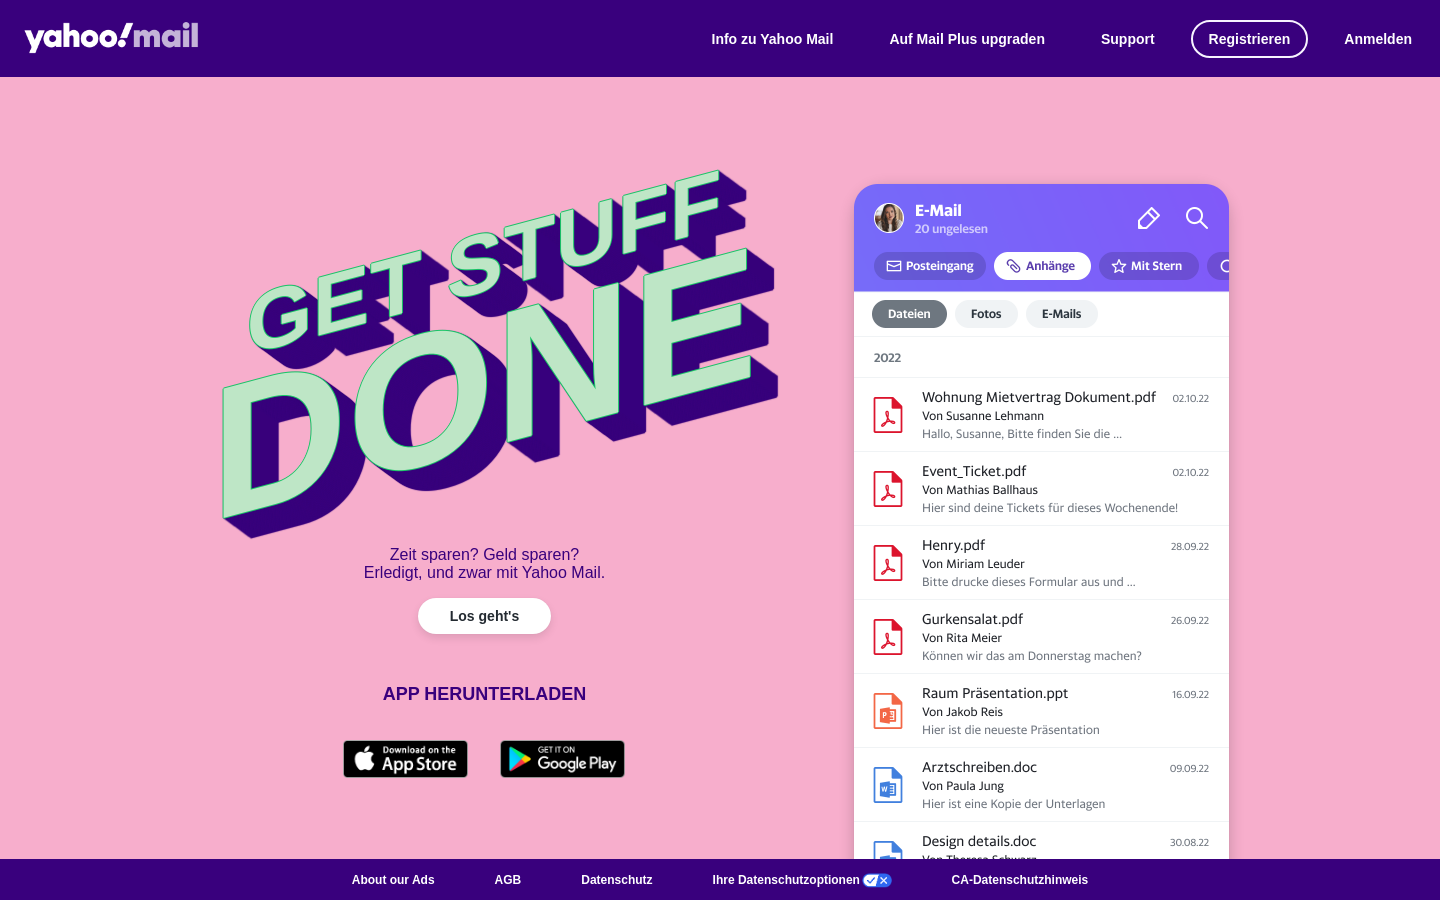 yahoo!mail
Info zu Yahoo Mail
Auf Mail Plus upgraden
Support
Registrieren
Anmelden
GET STUFF
DONE
Zeit sparen? Geld sparen?
Erledigt, und zwar mit Yahoo Mail.
Los geht's
APP HERUNTERLADEN
Download on the
App Store
GET IT ON
Google Play
E-Mail
20 ungelesen
Posteingang
Anhänge
Mit Stern
Dateien
Fotos
E-Mails
2022
Wohnung Mietvertrag Dokument.pdf
02.10.22
Von Susanne Lehmann
Hallo, Susanne, Bitte finden Sie die ...
Event_Ticket.pdf
02.10.22
Von Mathias Ballhaus
Hier sind deine Tickets für dieses Wochenende!
Henry.pdf
28.09.22
Von Miriam Leuder
Bitte drucke dieses Formular aus und ...
Gurkensalat.pdf
26.09.22
Von Rita Meier
Können wir das am Donnerstag machen?
Raum Präsentation.ppt
16.09.22
Von Jakob Reis
Hier ist die neueste Präsentation
Arztschreiben.doc
09.09.22
Von Paula Jung
Hier ist eine Kopie der Unterlagen
Design details.doc
30.08.22
About our Ads
AGB
Datenschutz
Ihre Datenschutzoptionen
CA-Datenschutzhinweis